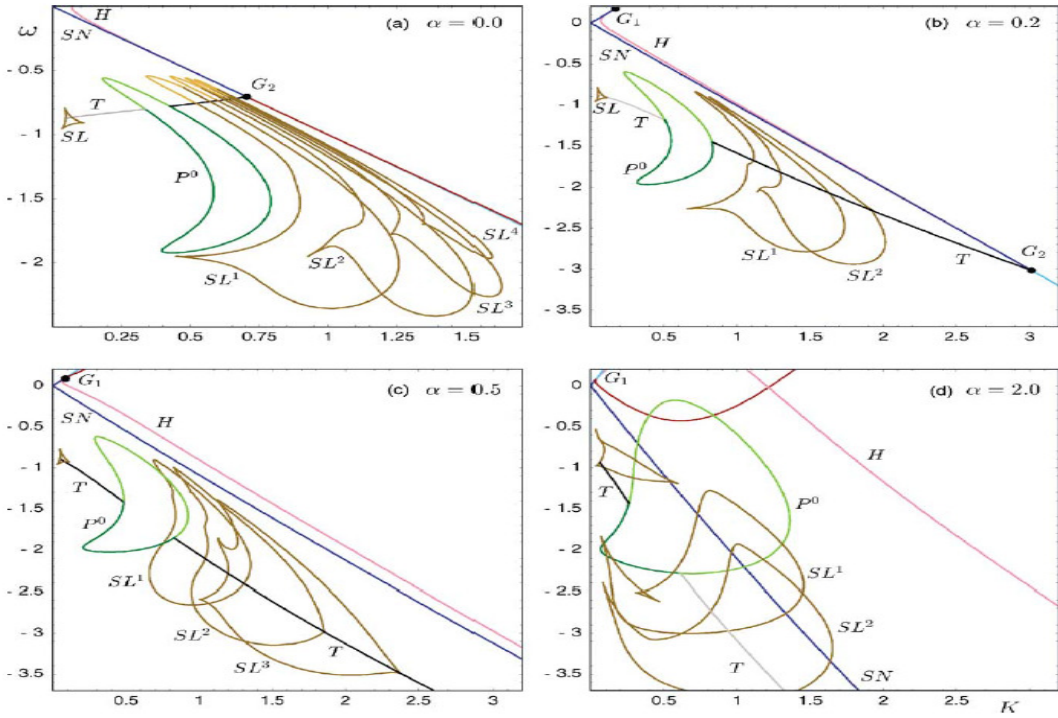 (a) α = 0.0
ω
H
SN
G₂
- 0.5
T
- 1
SL
P⁰
- 1.5
- 2
SL¹
SL²
SL³
SL⁴
0.25 0.5 0.75 1 1.25 1.5
(b) α = 0.2
G₁
0
H
SN
- 0.5
- 1
SL
T
- 1.5
P⁰
- 2
- 2.5
SL¹
SL²
T
G₂
- 3
- 3.5
0.5 1 1.5 2 2.5 3
(c) α = 0.5
0
G₁
SN
H
- 0.5
- 1
T
- 1.5
P⁰
- 2
SL¹
- 2.5
SL²
T
- 3
SL³
- 3.5
0.5 1 1.5 2 2.5 3
(d) α = 2.0
0
G₁
- 0.5
H
- 1
T
- 1.5
P⁰
- 2
SL¹
- 2.5
SL²
- 3
T
SN
- 3.5
0.5 1 1.5 2 2.5
K